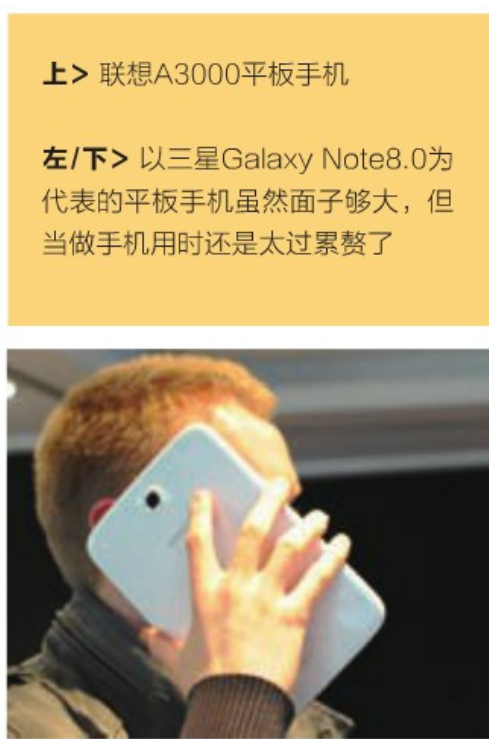 上> 联想A3000平板手机
左/下> 以三星Galaxy Note8.0为
代表的平板手机虽然面子够大，但
当做手机用时还是太过累赘了